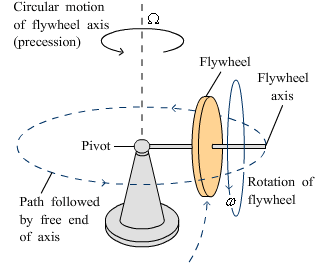 Circular motion
of flywheel axis
(precession)
Ω
Flywheel
Flywheel
axis
Pivot
Rotation of
flywheel
ω
Path followed
by free end
of axis